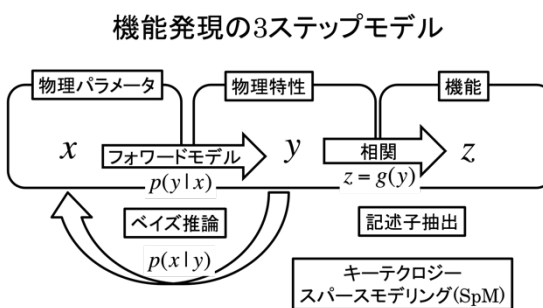 機能発現の3ステップモデル
物理パラメータ
物理特性
機能
x
フォワードモデル
y
相関
z
p(y|x)
z=g(y)
ベイズ推論
記述子抽出
p(x|y)
キーテクロジー
スパースモデリング(SpM)